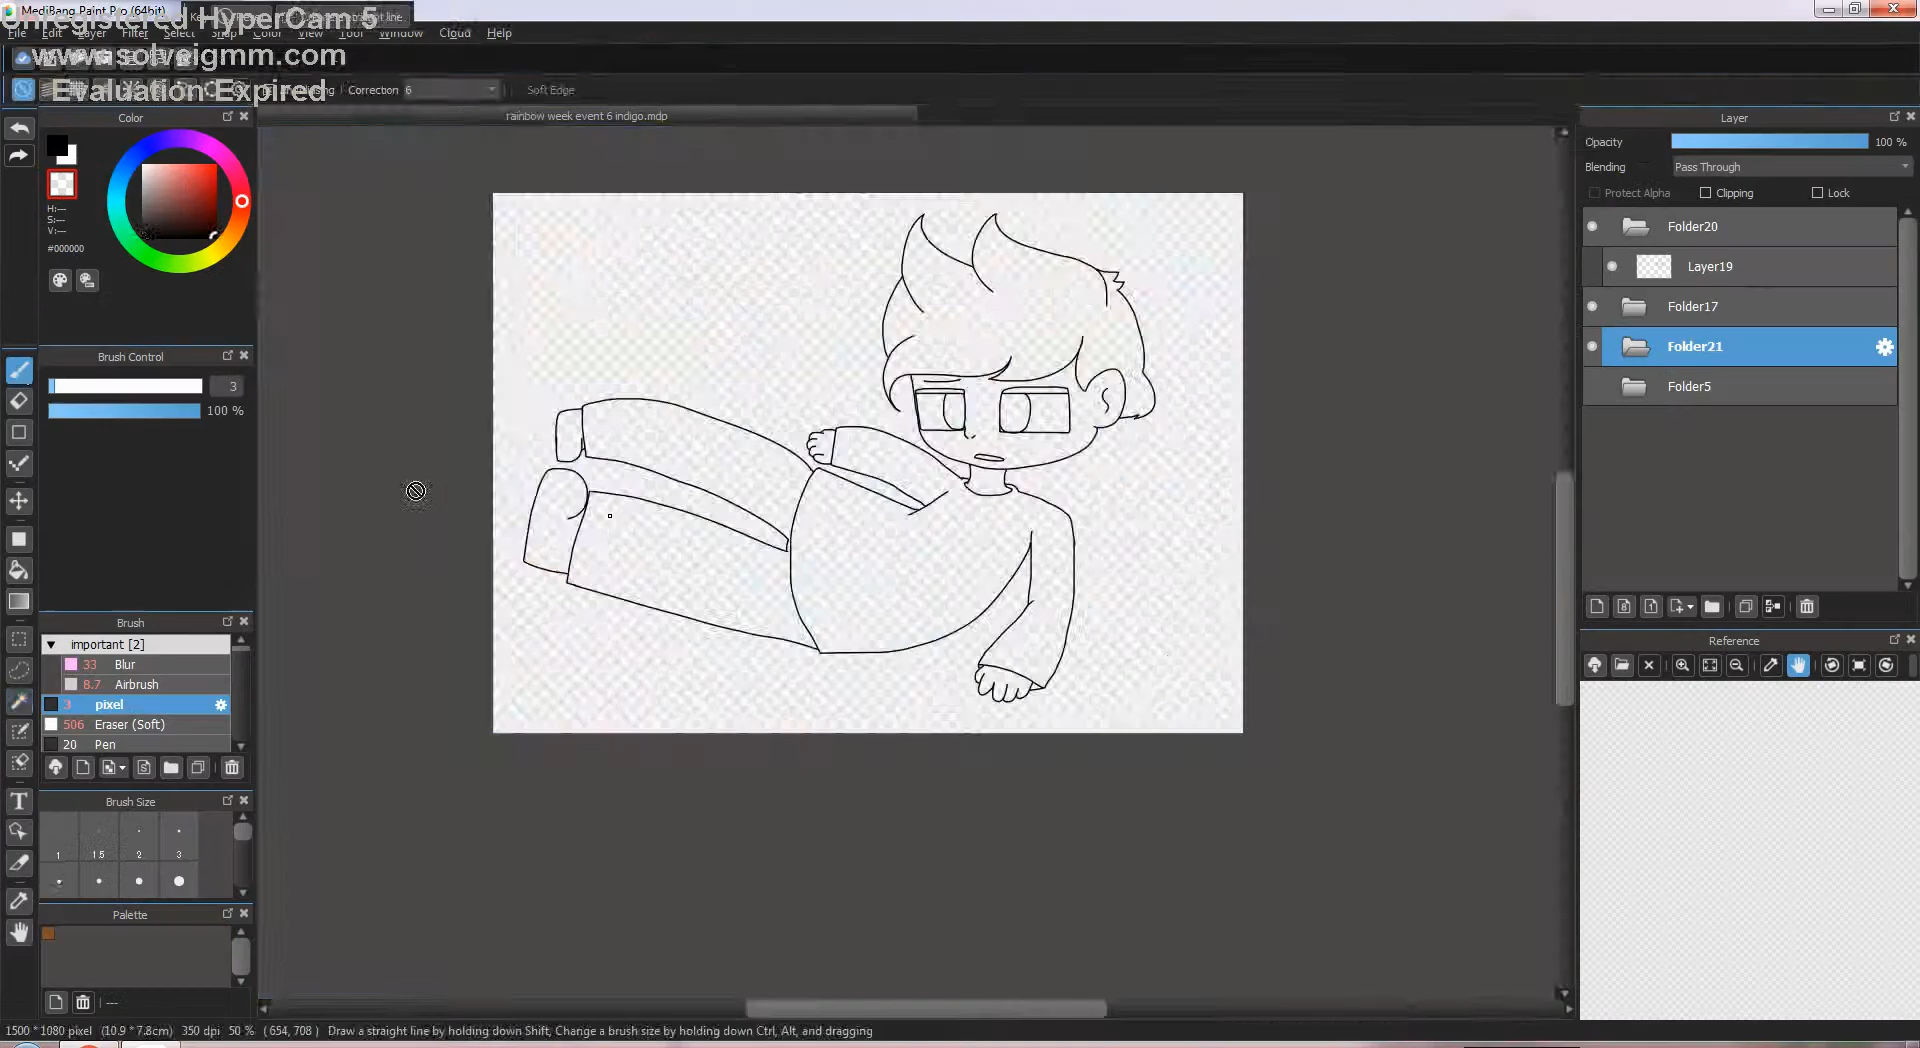 MediBang Paint Pro (64bit)
Unregistered HyperCam 5
File Edit Layer Filter Select Snap Color View Tool Window Cloud Help
www.solveigmm.com
Evaluation Expired
Correction 6 Soft Edge
rainbow week event 6 indigo.mdp
Color
H:---
S:---
V:---
#000000
Brush Control
3
100 %
Brush
important [2]
33 Blur
8.7 Airbrush
3 pixel
506 Eraser (Soft)
20 Pen
Brush Size
1 1.5 2 3
Palette
---
Layer
Opacity 100 %
Blending Pass Through
Protect Alpha Clipping Lock
Folder20
Layer19
Folder17
Folder21
Folder5
Reference
1500 * 1080 pixel (10.9 * 7.8cm) 350 dpi 50 % ( 654, 708 ) Draw a straight line by holding down Shift, Change a brush size by holding down Ctrl, Alt, and dragging